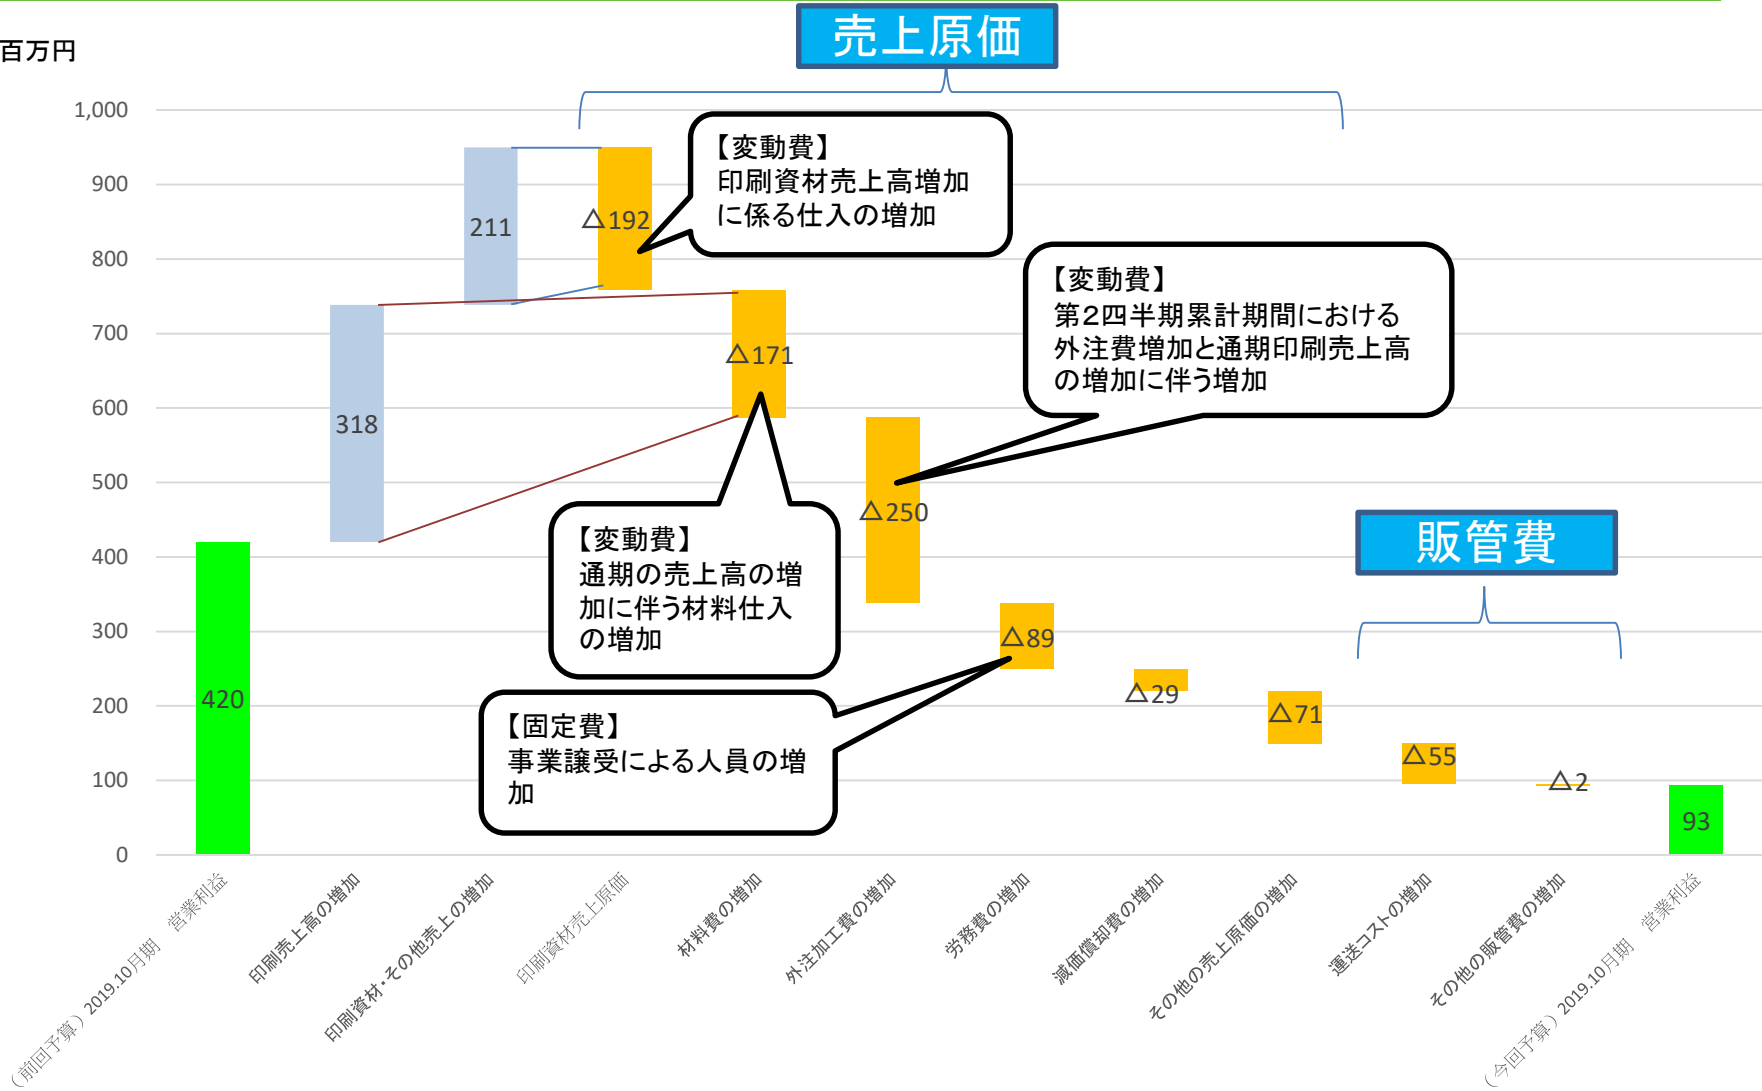 売上原価
百万円
1,000
900
800
700
600
500
400
300
200
100
0
【変動費】
印刷資材売上高増加
に係る仕入の増加
【変動費】
第2四半期累計期間における
外注費増加と通期印刷売上高
の増加に伴う増加
【変動費】
通期の売上高の増
加に伴う材料仕入
の増加
【固定費】
事業譲受による人員の増
加
販管費
420
318
211
△192
△171
△250
△89
△29
△71
△55
△2
93
（前回予算）2019.10月期　営業利益
印刷売上高の増加
印刷資材・その他売上の増加
印刷資材売上原価
材料費の増加
外注加工費の増加
労務費の増加
減価償却費の増加
その他の売上原価の増加
運送コストの増加
その他の販管費の増加
（今回予算）2019.10月期　営業利益